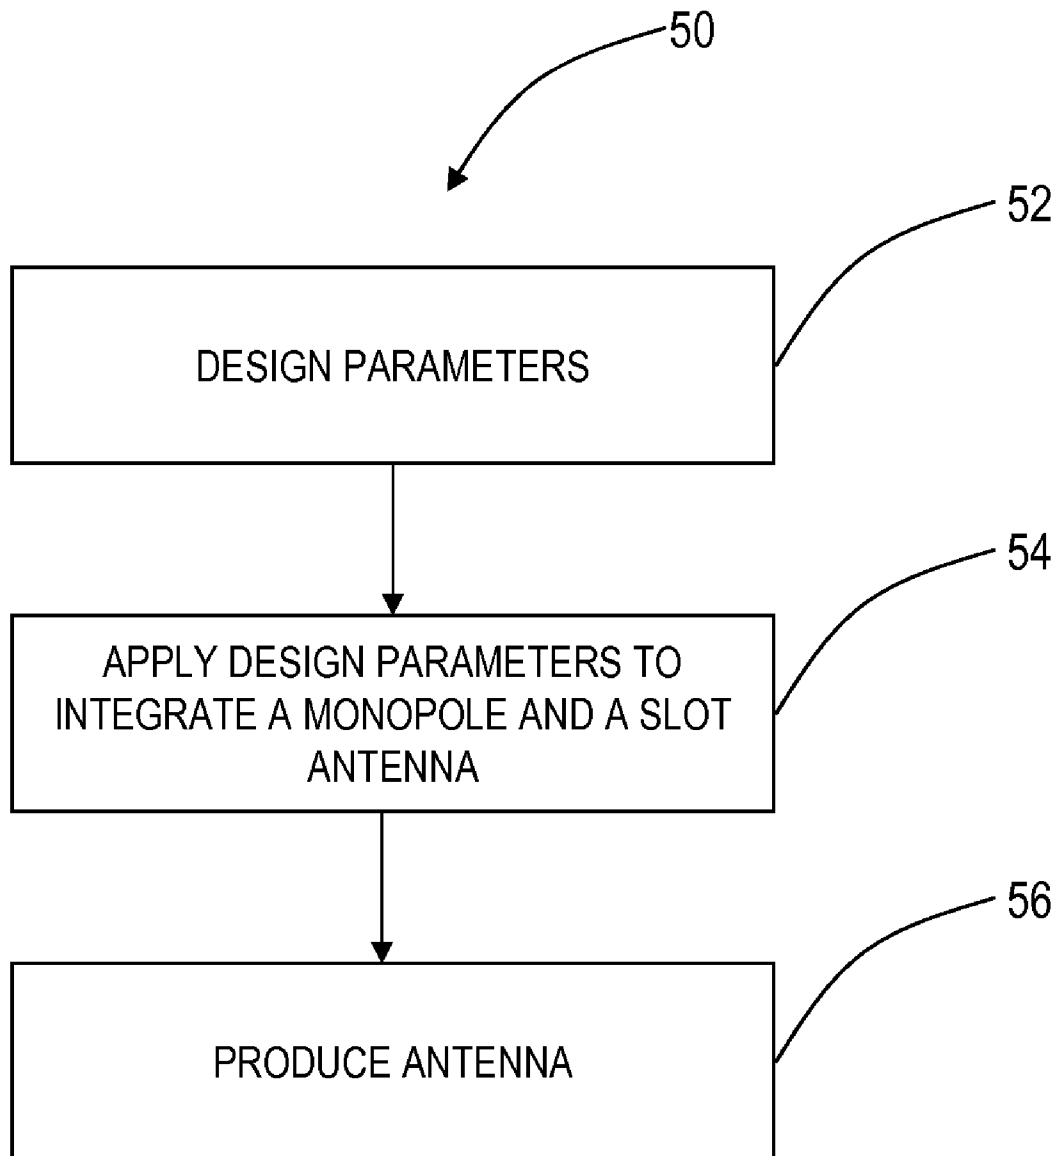 50
52
DESIGN PARAMETERS
54
APPLY DESIGN PARAMETERS TO
INTEGRATE A MONOPOLE AND A SLOT
ANTENNA
56
PRODUCE ANTENNA